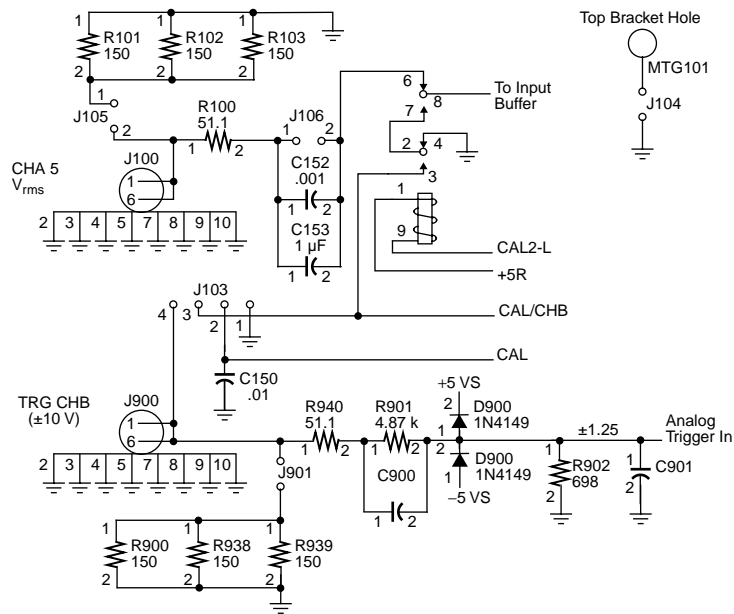 1 1 1
R101 150
R102 150
R103 150
2 2 2
Top Bracket Hole
MTG101
J104
1
J105
2
R100
51.1
1 2
J106
1 2
6
8
7
To Input
Buffer
2 4
3
C152
.001
1 2
C153
1 µF
1 2
1
9
CAL2-L
+5R
CHA 5
Vrms
J100
1
6
2 3 4 5 7 8 9 10
J103
4 3 2 1
CAL/CHB
CAL
C150
.01
TRG CHB
(±10 V)
J900
1
6
2 3 4 5 7 8 9 10
R940
51.1
1 2
R901
4.87 k
1 2
C900
1 2
+5 VS
2
D900
1N4149
1
2
D900
1N4149
1
−5 VS
±1.25
Analog
Trigger In
1
R902
698
2
1
C901
2
J901
1 1 1
R900
150
R938
150
R939
150
2 2 2